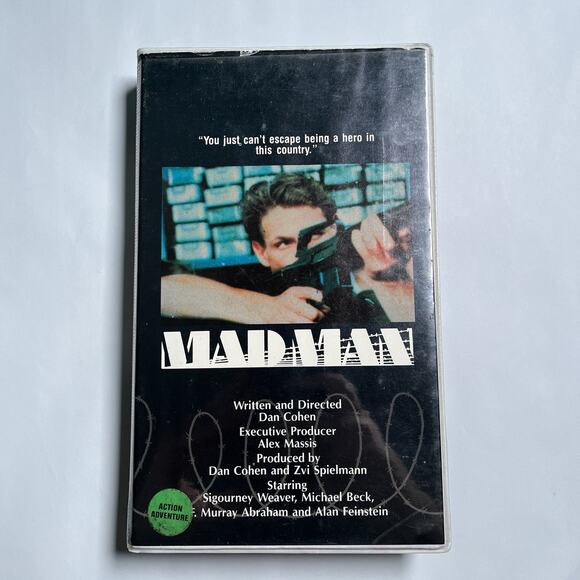 "You just can't escape being a hero in
this country."
MADMAN
Written and Directed
Dan Cohen
Executive Producer
Alex Massis
Produced by
Dan Cohen and Zvi Spielmann
Starring
Sigourney Weaver, Michael Beck,
F. Murray Abraham and Alan Feinstein
ACTION
ADVENTURE